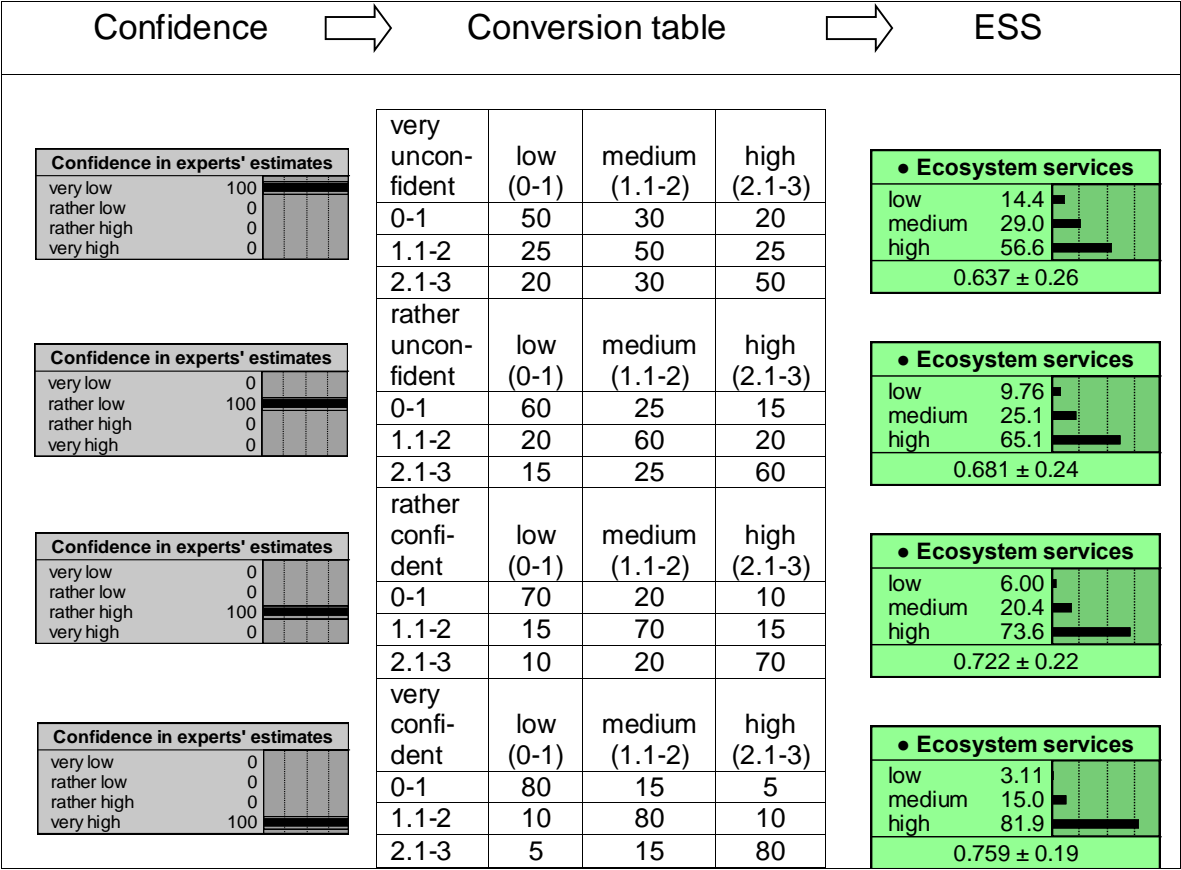 Confidence Conversion table ESS
Confidence in experts' estimates
very low 100
rather low 0
rather high 0
very high 0
very
uncon- low medium high
fident (0-1) (1.1-2) (2.1-3)
0-1 50 30 20
1.1-2 25 50 25
2.1-3 20 30 50
● Ecosystem services
low 14.4
medium 29.0
high 56.6
0.637 ± 0.26
Confidence in experts' estimates
very low 0
rather low 100
rather high 0
very high 0
rather
uncon- low medium high
fident (0-1) (1.1-2) (2.1-3)
0-1 60 25 15
1.1-2 20 60 20
2.1-3 15 25 60
● Ecosystem services
low 9.76
medium 25.1
high 65.1
0.681 ± 0.24
Confidence in experts' estimates
very low 0
rather low 0
rather high 100
very high 0
rather
confi- low medium high
dent (0-1) (1.1-2) (2.1-3)
0-1 70 20 10
1.1-2 15 70 15
2.1-3 10 20 70
● Ecosystem services
low 6.00
medium 20.4
high 73.6
0.722 ± 0.22
Confidence in experts' estimates
very low 0
rather low 0
rather high 0
very high 100
very
confi- low medium high
dent (0-1) (1.1-2) (2.1-3)
0-1 80 15 5
1.1-2 10 80 10
2.1-3 5 15 80
● Ecosystem services
low 3.11
medium 15.0
high 81.9
0.759 ± 0.19